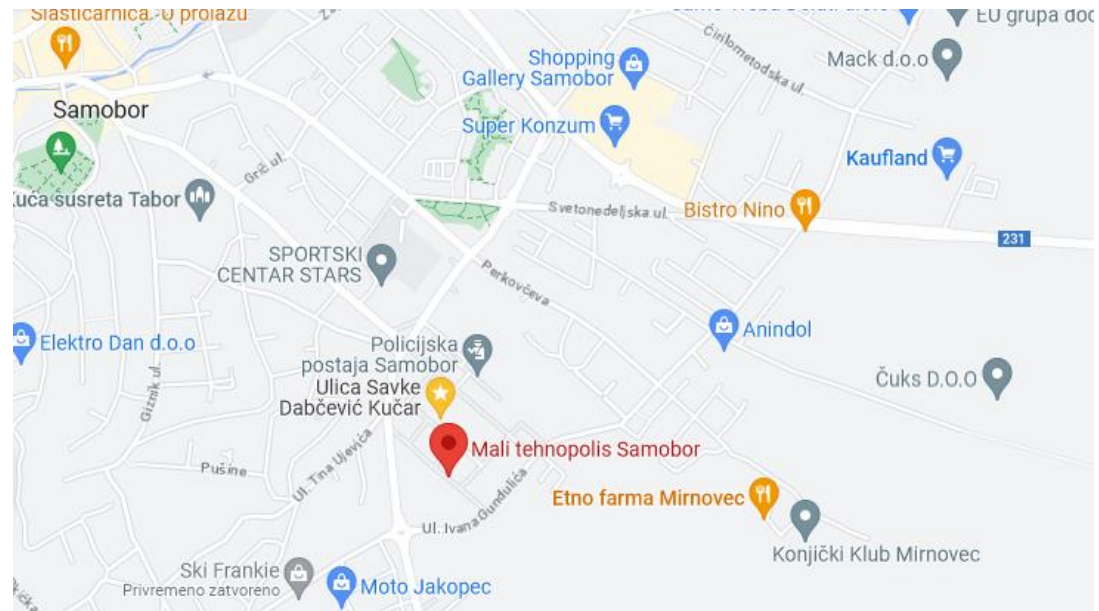 Slastičarnica "U prolazu
EU grupa doo
Shopping
Gallery Samobor
Ćirilometodska ul.
Mack d.o.o
Samobor
Super Konzum
Kaufland
Grič ul.
Kuća susreta Tabor
Svetonedeljska ul.
Bistro Nino
231
SPORTSKI
CENTAR STARS
Perkovčeva
Anindol
Elektro Dan d.o.o
Policijska
postaja Samobor
Giznik ul.
Čuks D.O.O
Ulica Savke
Dabčević Kučar
Mali tehnopolis Samobor
Pušine
Ul. Tina Ujevića
Etno farma Mirnovec
Ul. Ivana Gundulića
Konjički Klub Mirnovec
Ski Frankie
Privremeno zatvoreno
Moto Jakopec